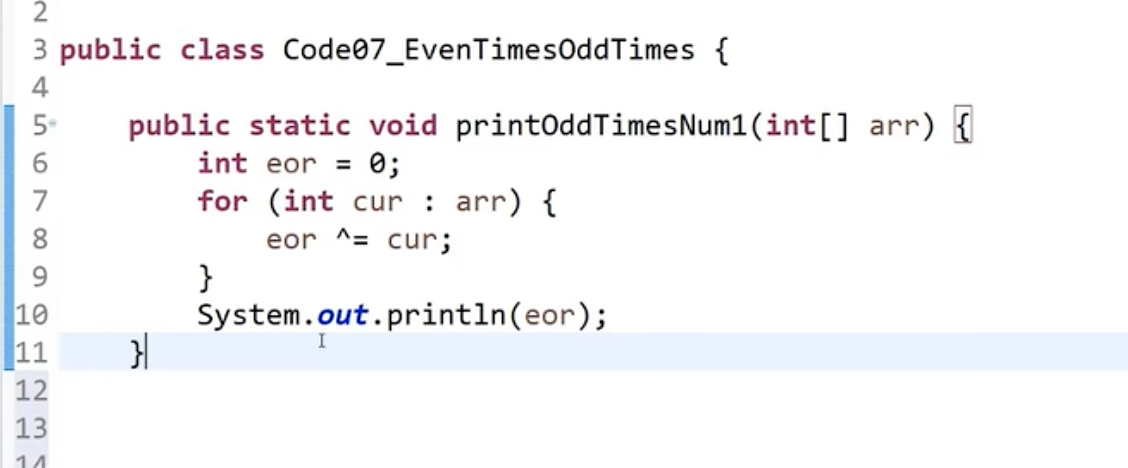 2
3 public class Code07_EvenTimesOddTimes {
4
5 public static void printOddTimesNum1(int[] arr) {
6 int eor = 0;
7 for (int cur : arr) {
8 eor ^= cur;
9 }
10 System.out.println(eor);
11 }
12
13
14